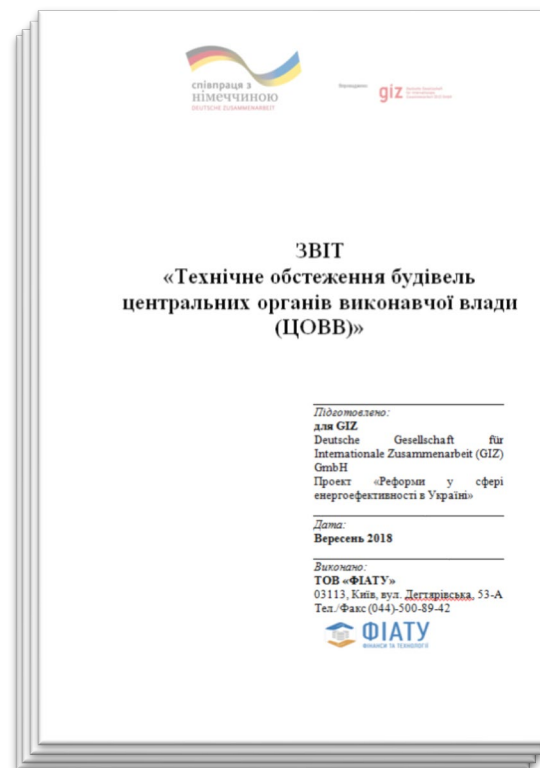 співпраця з
німеччиною
DEUTSCHE ZUSAMMENARBEIT
giz
ЗВІТ
«Технічне обстеження будівель
центральних органів виконавчої влади
(ЦОВВ)»
Підготовлено:
для GIZ
Deutsche Gesellschaft für
Internationale Zusammenarbeit (GIZ)
GmbH
Проект «Реформи у сфері
енергоефективності в Україні»
Дата:
Вересень 2018
Виконано:
ТОВ «ФІАТУ»
03113, Київ, вул. Дегтярівська, 53-А
Тел./Факс (044)-500-89-42
ФІАТУ
ФІНАНСИ ТА ТЕХНОЛОГІЇ